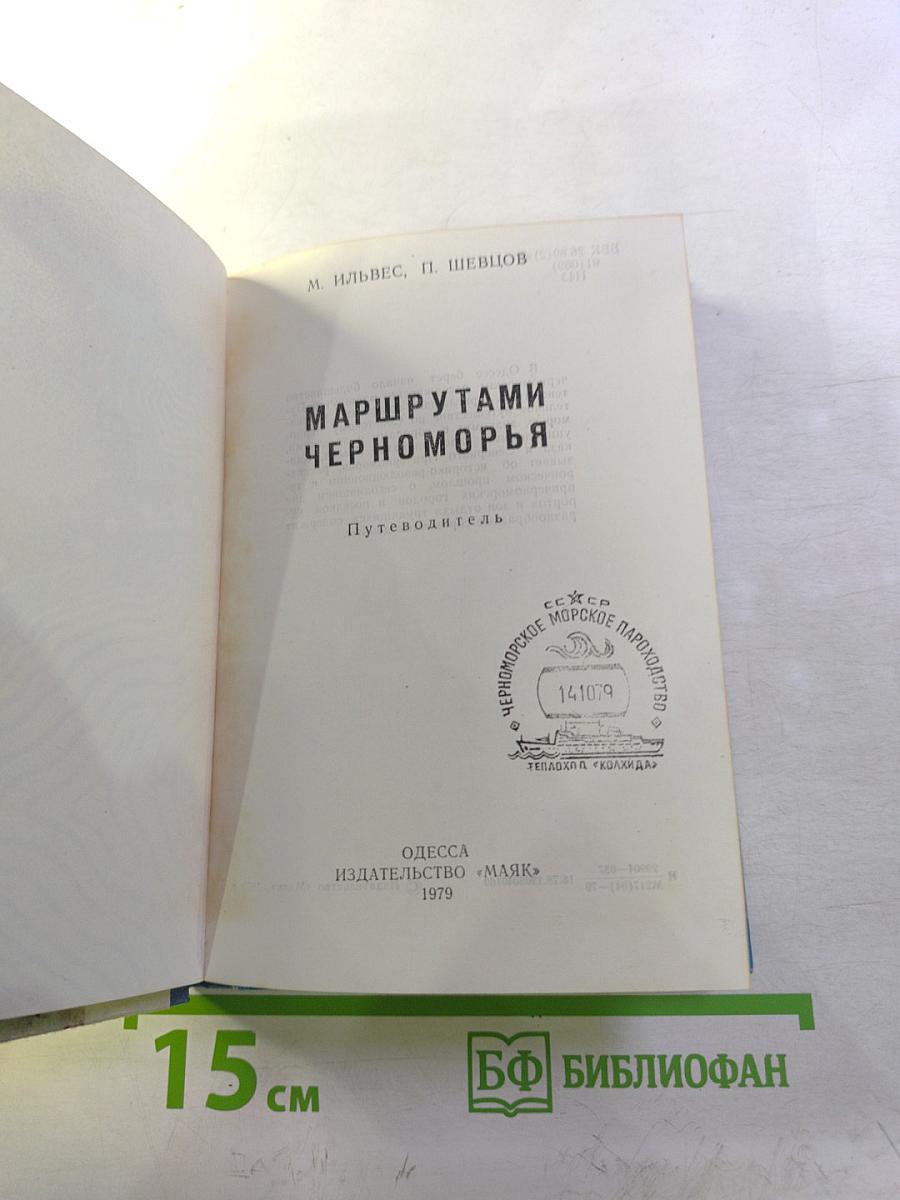 М. ИЛЬВЕС, П. ШЕВЦОВ
МАРШРУТАМИ
ЧЕРНОМОРЬЯ
Путеводитель
СССР
ЧЕРНОМОРСКОЕ МОРСКОЕ ПАРОХОДСТВО
141079
ТЕПЛОХОД «КОЛХИДА»
ОДЕССА
ИЗДАТЕЛЬСТВО «МАЯК»
1979
15 см
БФ БИБЛИОФАН